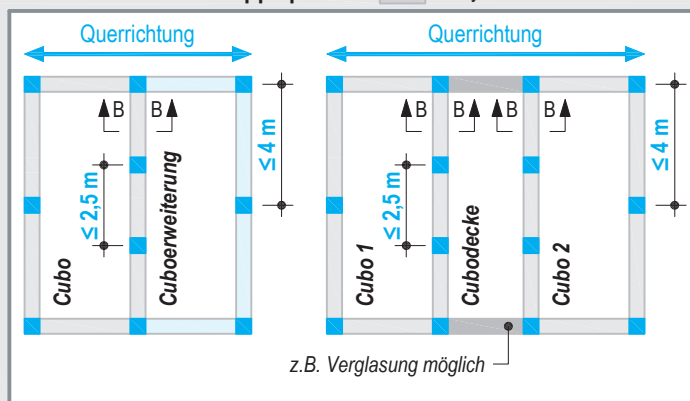 Querrichtung
B
B
≤ 2,5 m
≤ 4 m
Cubo
Cuboerweiterung
Querrichtung
B
B
B
B
≤ 2,5 m
≤ 4 m
Cubo 1
Cubodecke
Cubo 2
z.B. Verglasung möglich